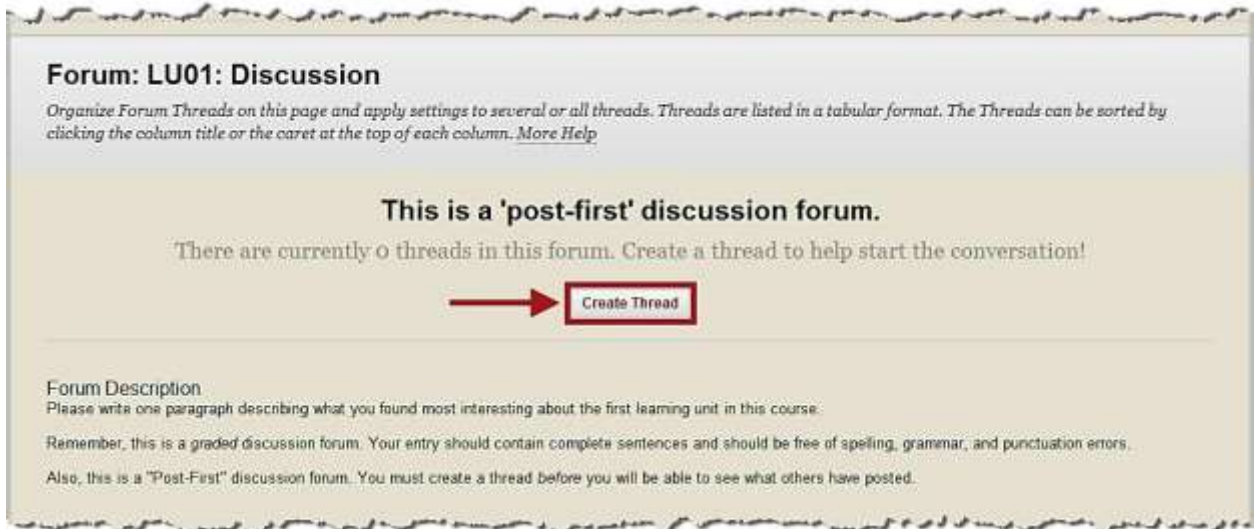 Forum: LU01: Discussion
Organize Forum Threads on this page and apply settings to several or all threads. Threads are listed in a tabular format. The Threads can be sorted by
clicking the column title or the caret at the top of each column. More Help
This is a 'post-first' discussion forum.
There are currently 0 threads in this forum. Create a thread to help start the conversation!
Create Thread
Forum Description
Please write one paragraph describing what you found most interesting about the first learning unit in this course.
Remember, this is a graded discussion forum. Your entry should contain complete sentences and should be free of spelling, grammar, and punctuation errors.
Also, this is a "Post-First" discussion forum. You must create a thread before you will be able to see what others have posted.